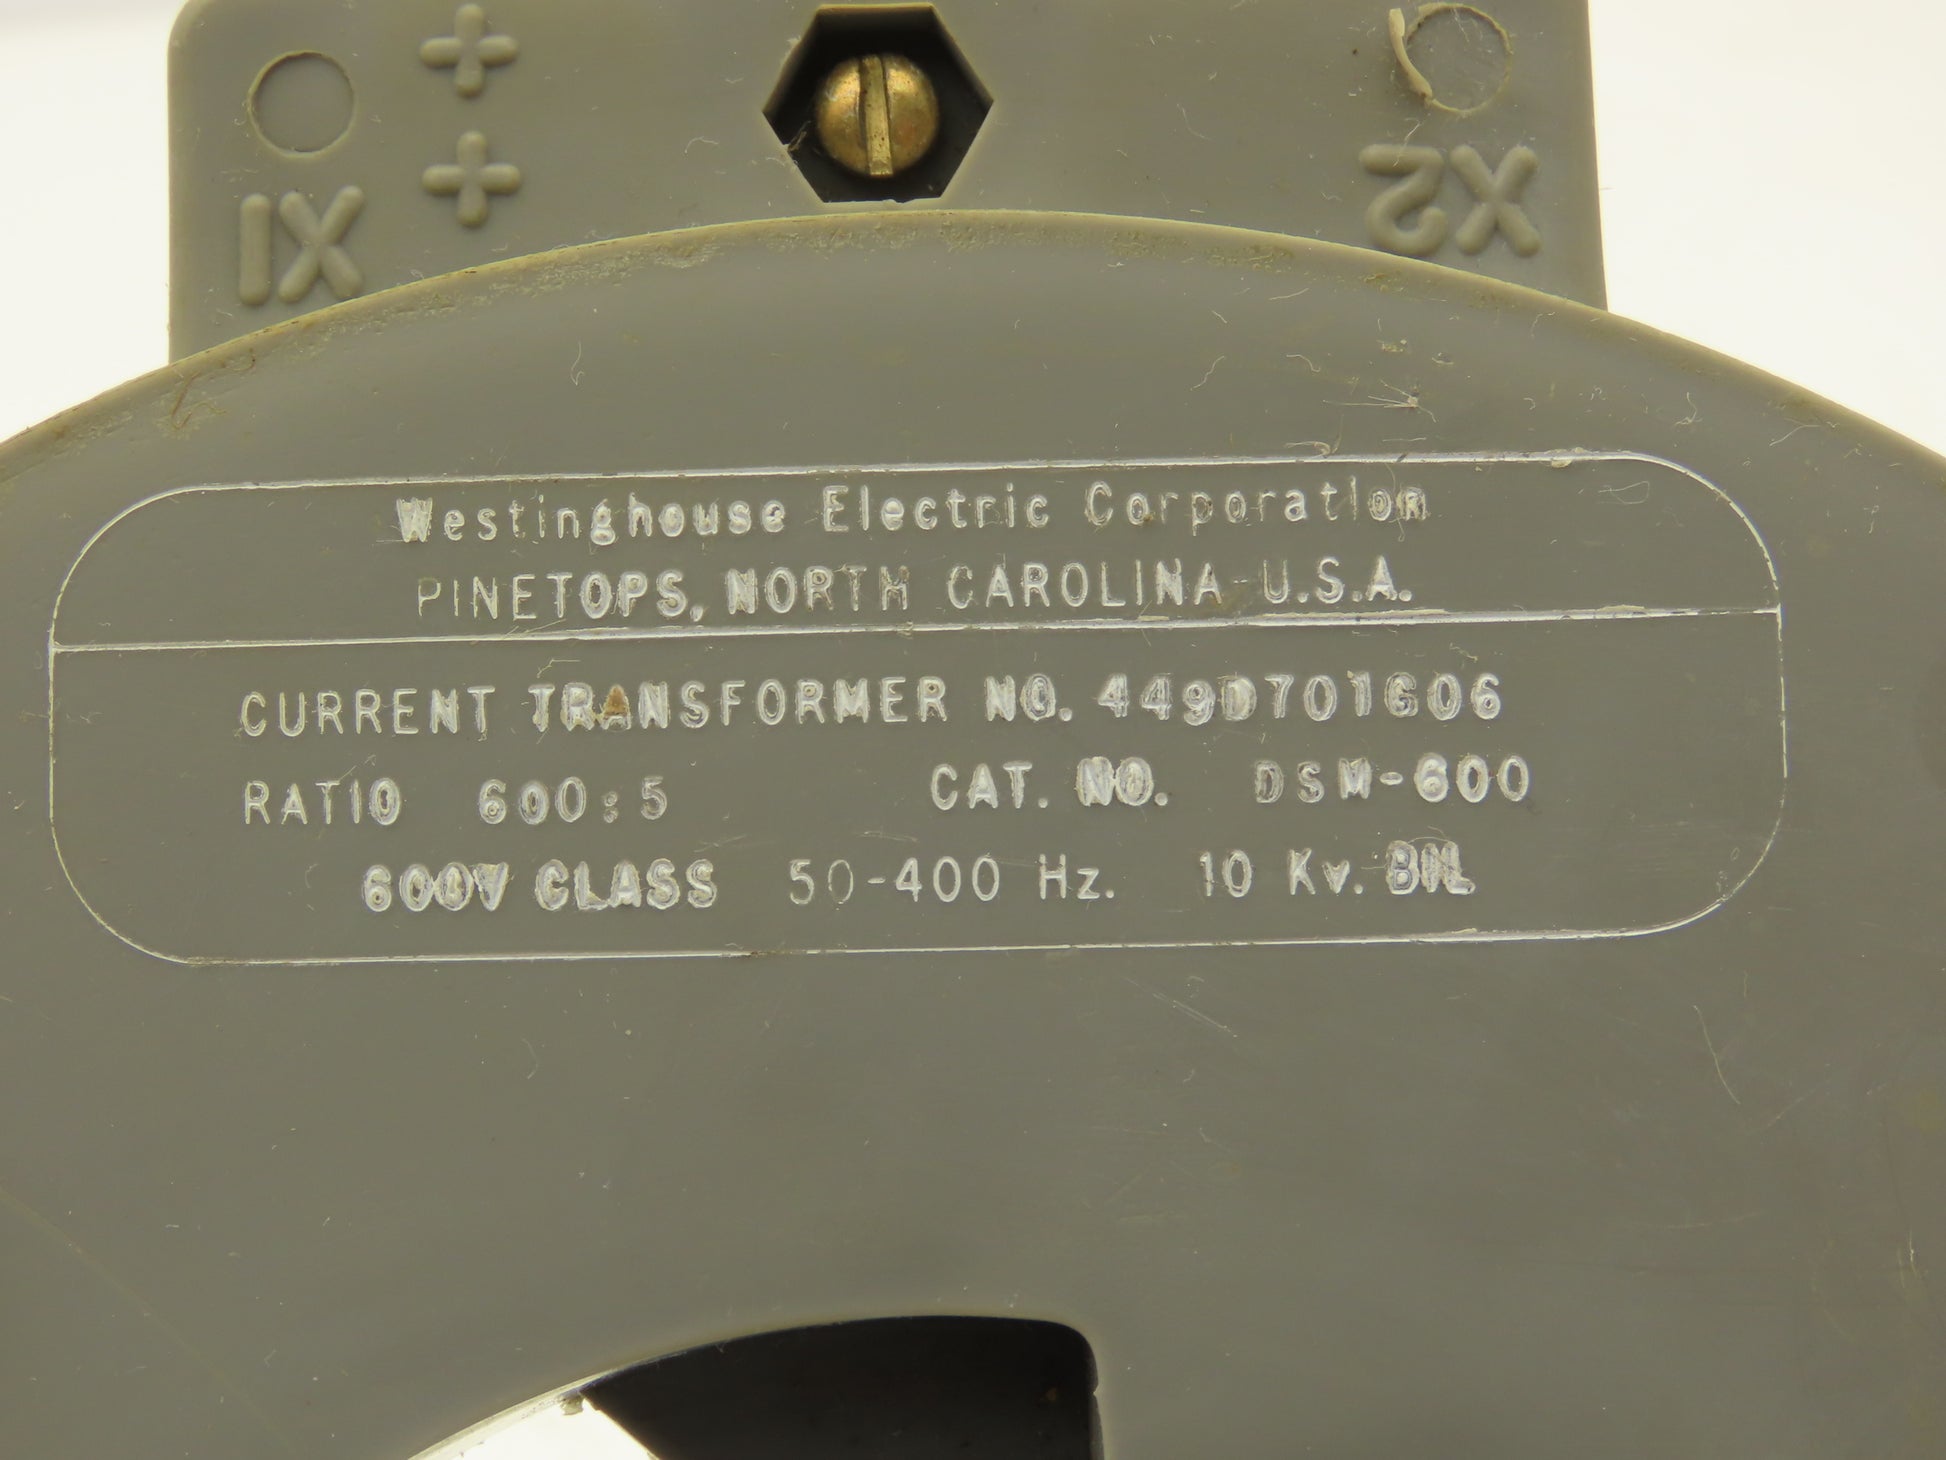 X1 X2
Westinghouse Electric Corporation
PINETOPS, NORTH CAROLINA U.S.A.
CURRENT TRANSFORMER NO. 449D701G06
RATIO 600:5 CAT. NO. DSM-600
600V CLASS 50-400 Hz. 10 Kv. BIL